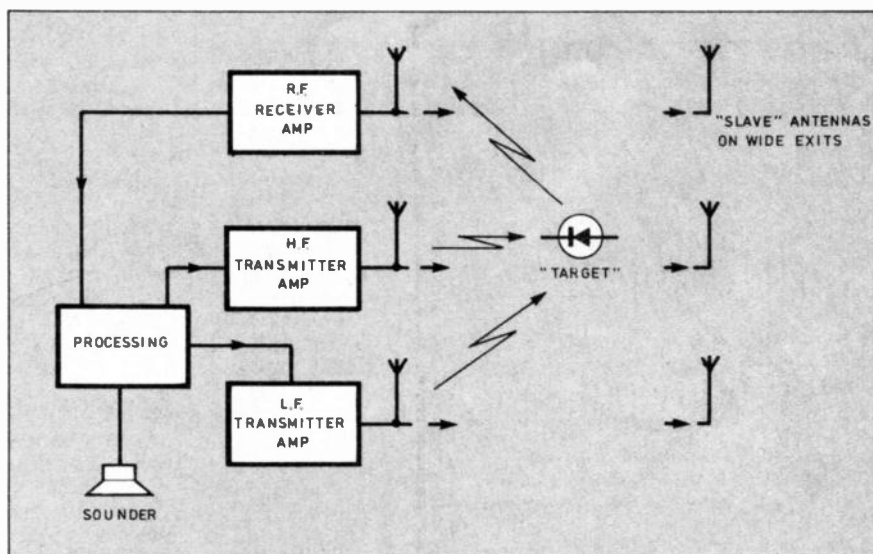 R.F.
RECEIVER
AMP
"SLAVE" ANTENNAS
ON WIDE EXITS
H.F.
TRANSMITTER
AMP
"TARGET"
PROCESSING
L.F.
TRANSMITTER
AMP
SOUNDER